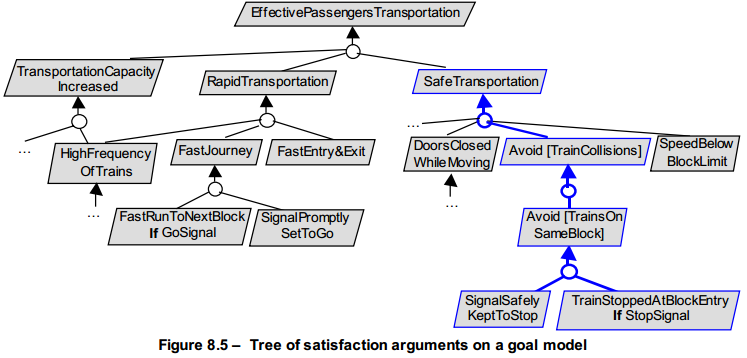 EffectivePassengersTransportation
TransportationCapacity
Increased
RapidTransportation
SafeTransportation
...
HighFrequency
OfTrains
...
FastJourney
FastEntry&Exit
FastRunToNextBlock
If GoSignal
SignalPromptly
SetToGo
...
DoorsClosed
WhileMoving
...
Avoid [TrainCollisions]
SpeedBelow
BlockLimit
Avoid [TrainsOn
SameBlock]
SignalSafely
KeptToStop
TrainStoppedAtBlockEntry
If StopSignal
Figure 8.5 – Tree of satisfaction arguments on a goal model